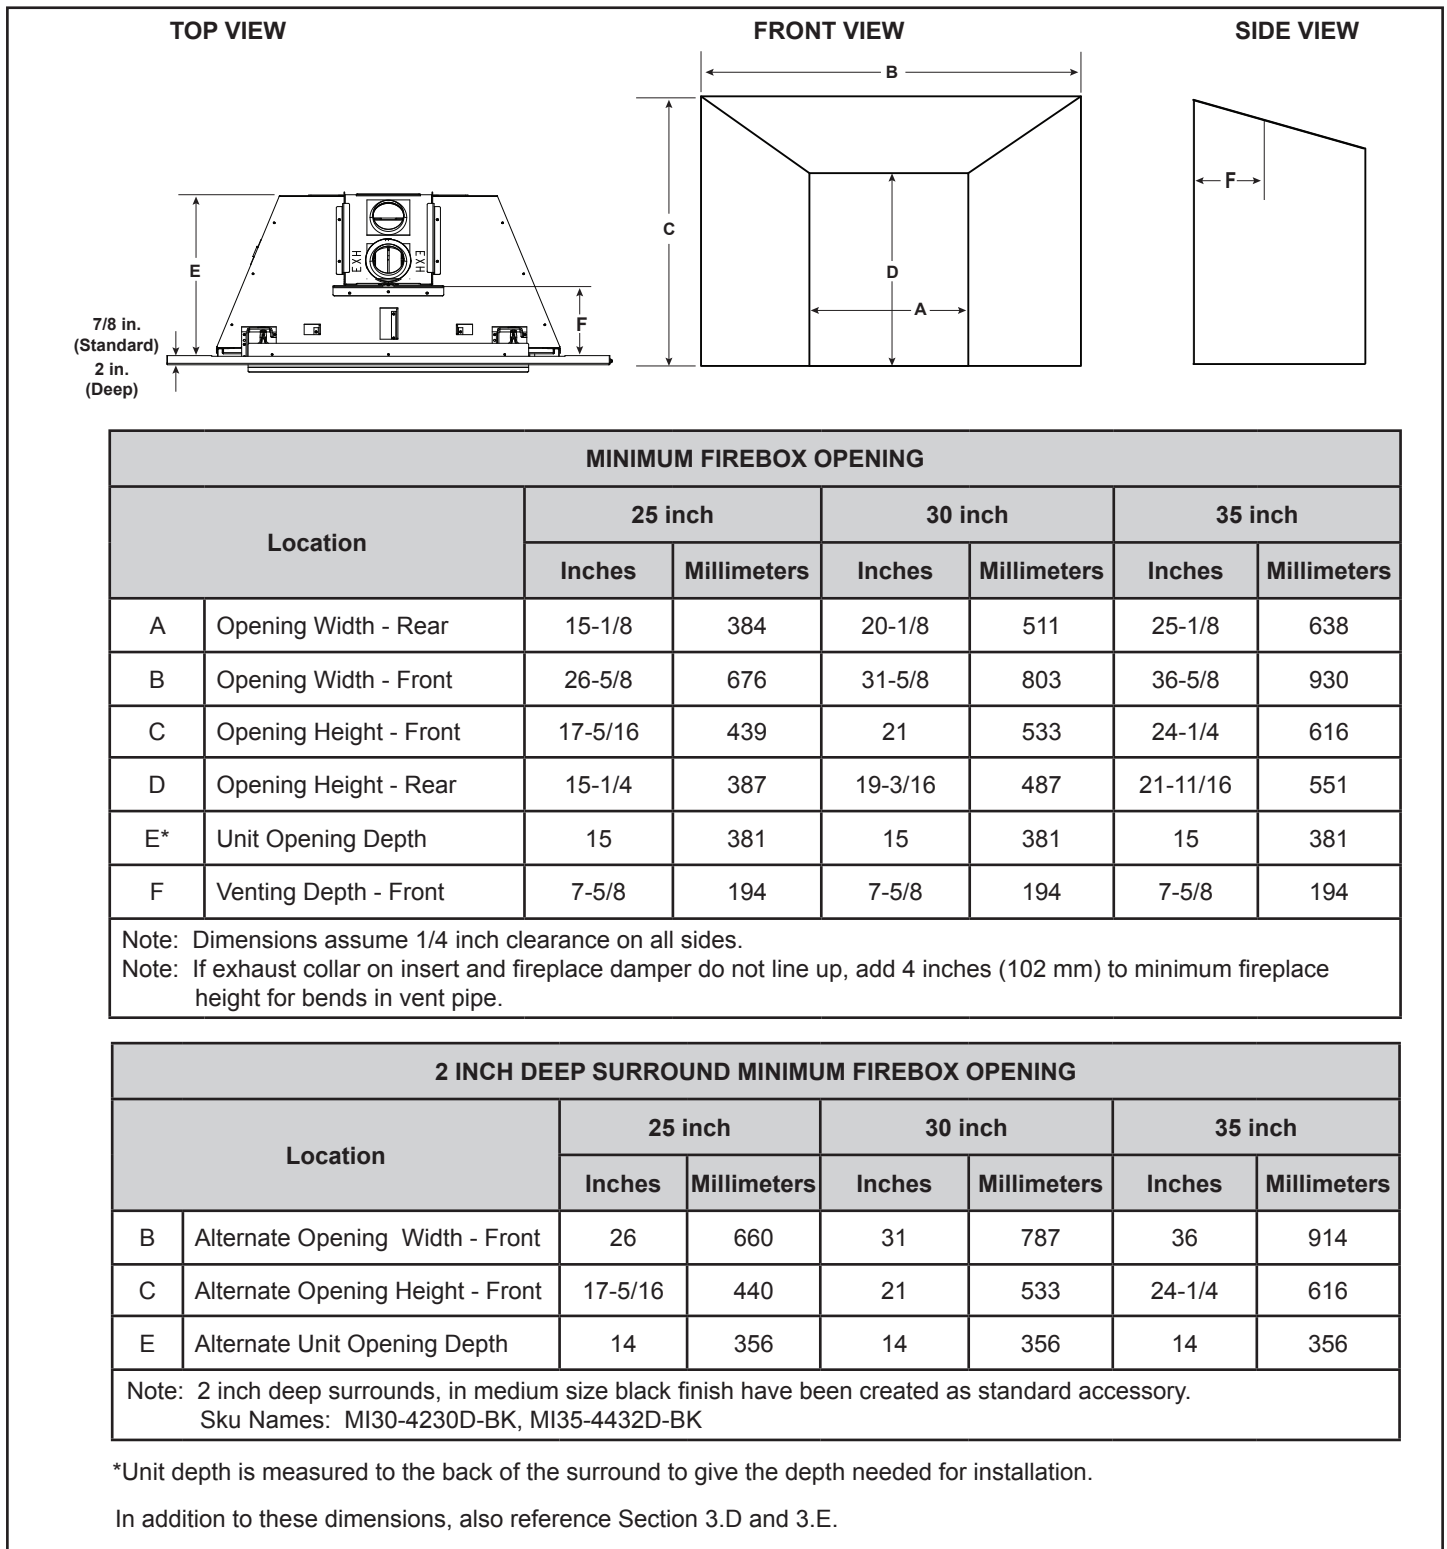 TOP VIEW
FRONT VIEW
SIDE VIEW
B
C
D
A
F
E
F
EXH
EXH
7/8 in.
(Standard)
2 in.
(Deep)
MINIMUM FIREBOX OPENING
Location 25 inch 30 inch 35 inch
Inches Millimeters Inches Millimeters Inches Millimeters
A Opening Width - Rear 15-1/8 384 20-1/8 511 25-1/8 638
B Opening Width - Front 26-5/8 676 31-5/8 803 36-5/8 930
C Opening Height - Front 17-5/16 439 21 533 24-1/4 616
D Opening Height - Rear 15-1/4 387 19-3/16 487 21-11/16 551
E* Unit Opening Depth 15 381 15 381 15 381
F Venting Depth - Front 7-5/8 194 7-5/8 194 7-5/8 194
Note: Dimensions assume 1/4 inch clearance on all sides.
Note: If exhaust collar on insert and fireplace damper do not line up, add 4 inches (102 mm) to minimum fireplace
height for bends in vent pipe.
2 INCH DEEP SURROUND MINIMUM FIREBOX OPENING
Location 25 inch 30 inch 35 inch
Inches Millimeters Inches Millimeters Inches Millimeters
B Alternate Opening Width - Front 26 660 31 787 36 914
C Alternate Opening Height - Front 17-5/16 440 21 533 24-1/4 616
E Alternate Unit Opening Depth 14 356 14 356 14 356
Note: 2 inch deep surrounds, in medium size black finish have been created as standard accessory.
Sku Names: MI30-4230D-BK, MI35-4432D-BK
*Unit depth is measured to the back of the surround to give the depth needed for installation.
In addition to these dimensions, also reference Section 3.D and 3.E.